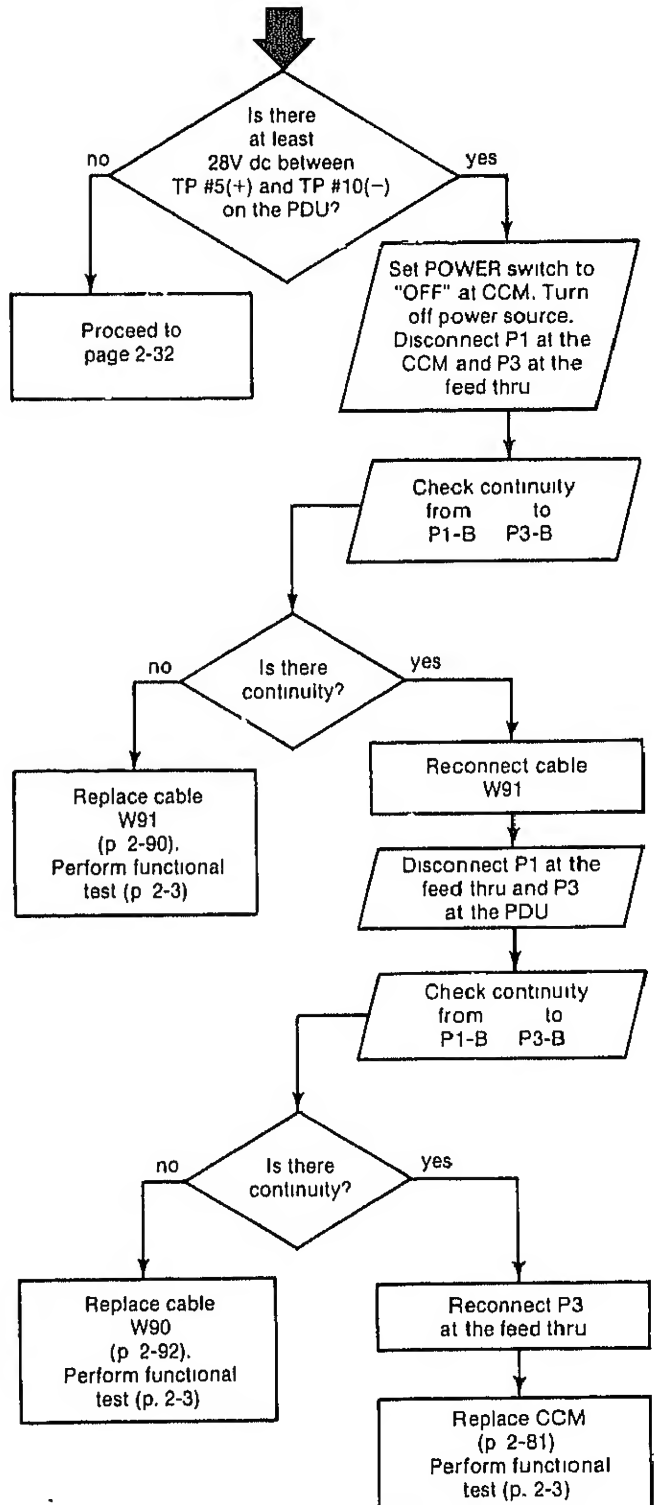 Is there
at least
28V dc between
TP #5(+) and TP #10(−)
on the PDU?
no
yes
Proceed to
page 2-32
Set POWER switch to
"OFF" at CCM. Turn
off power source.
Disconnect P1 at the
CCM and P3 at the
feed thru
Check continuity
from to
P1-B P3-B
Is there
continuity?
no
yes
Replace cable
W91
(p 2-90).
Perform functional
test (p 2-3)
Reconnect cable
W91
Disconnect P1 at the
feed thru and P3
at the PDU
Check continuity
from to
P1-B P3-B
Is there
continuity?
no
yes
Replace cable
W90
(p 2-92).
Perform functional
test (p. 2-3)
Reconnect P3
at the feed thru
Replace CCM
(p 2-81)
Perform functional
test (p. 2-3)